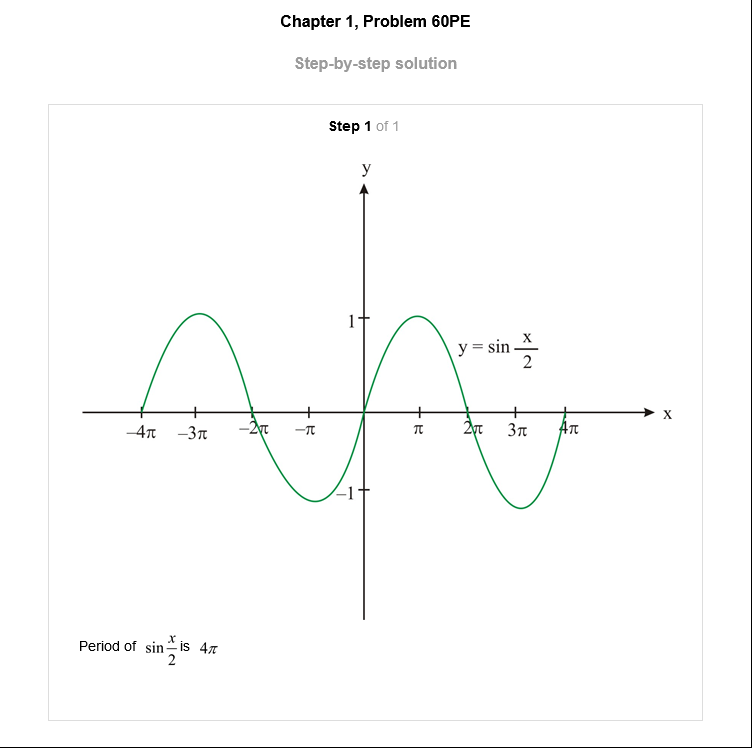 Chapter 1, Problem 60PE
Step-by-step solution
Step 1 of 1
y
1
y = sin x/2
x
–4π –3π –2π –π π 2π 3π 4π
–1
Period of sin x/2 is 4π